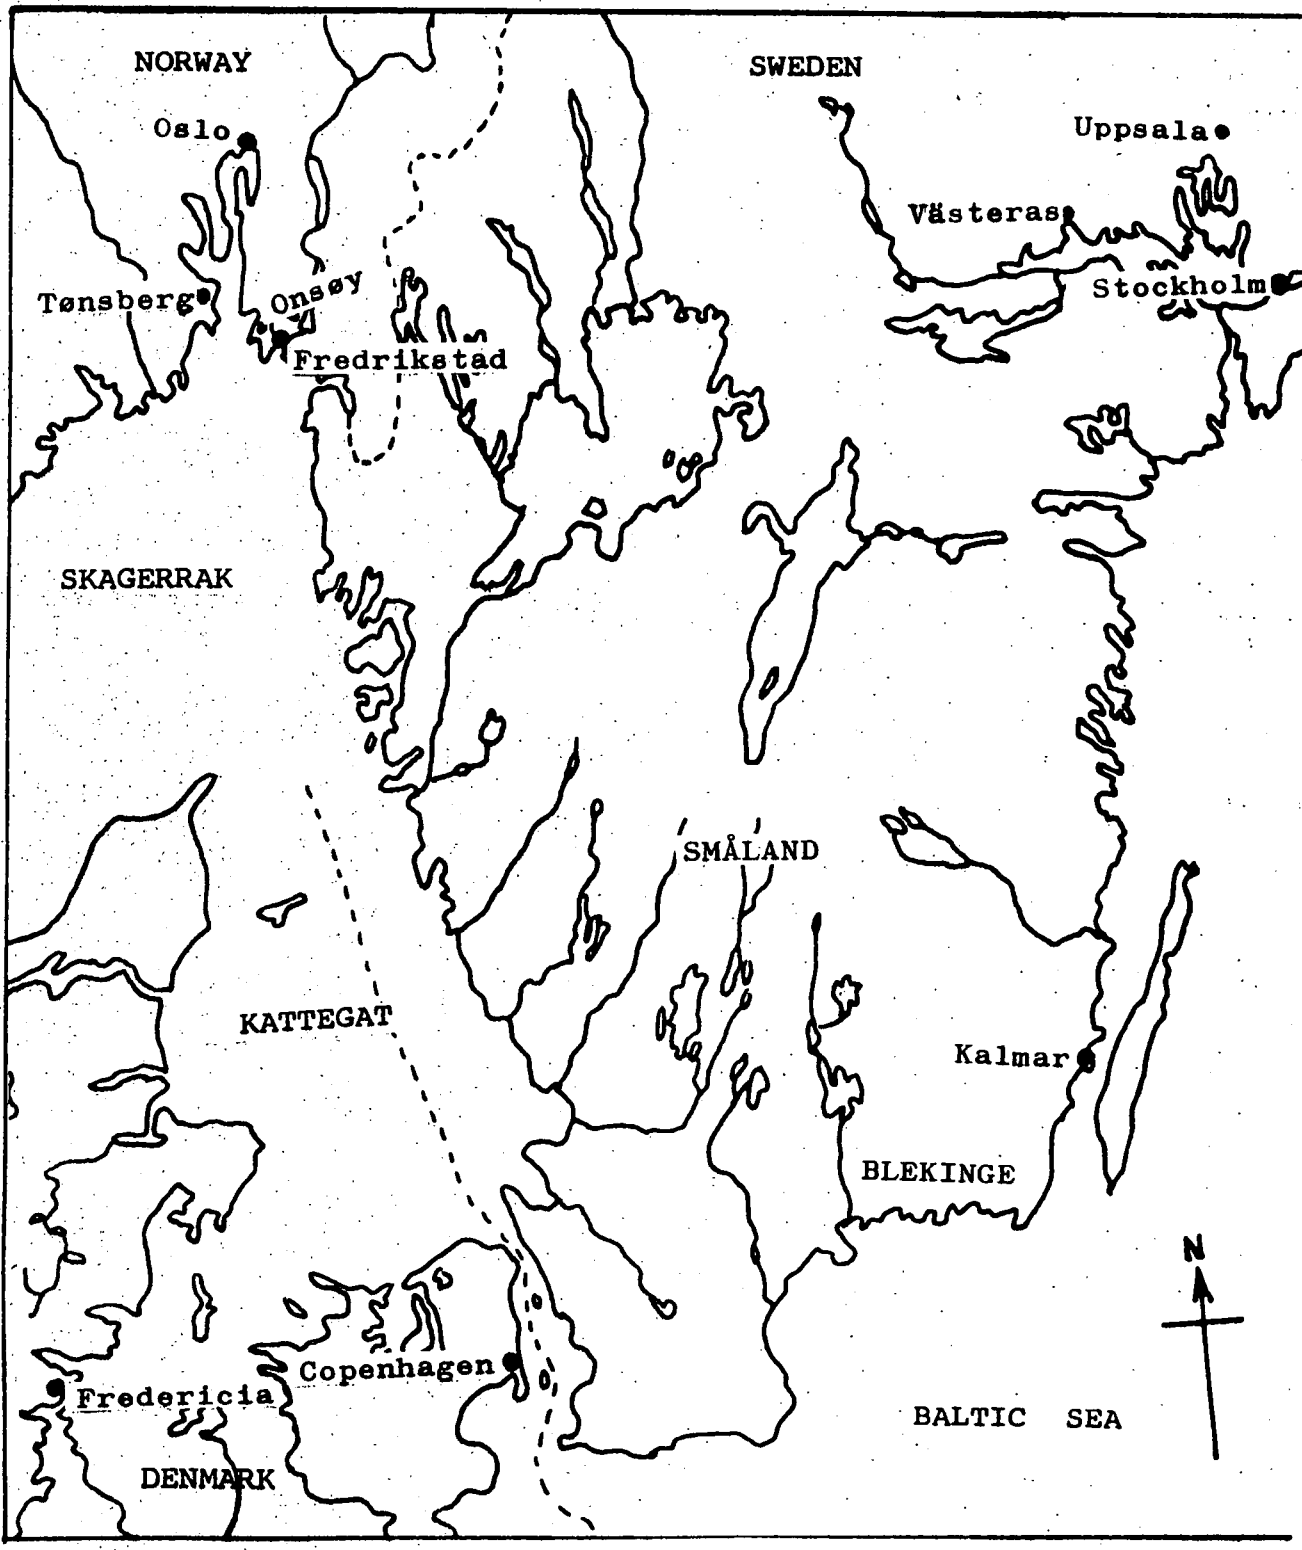 NORWAY
SWEDEN
Oslo
Uppsala
Västeras
Tønsberg
Onsøy
Stockholm
Fredrikstad
SKAGERRAK
SMÅLAND
KATTEGAT
Kalmar
BLEKINGE
N
Copenhagen
Fredericia
BALTIC SEA
DENMARK